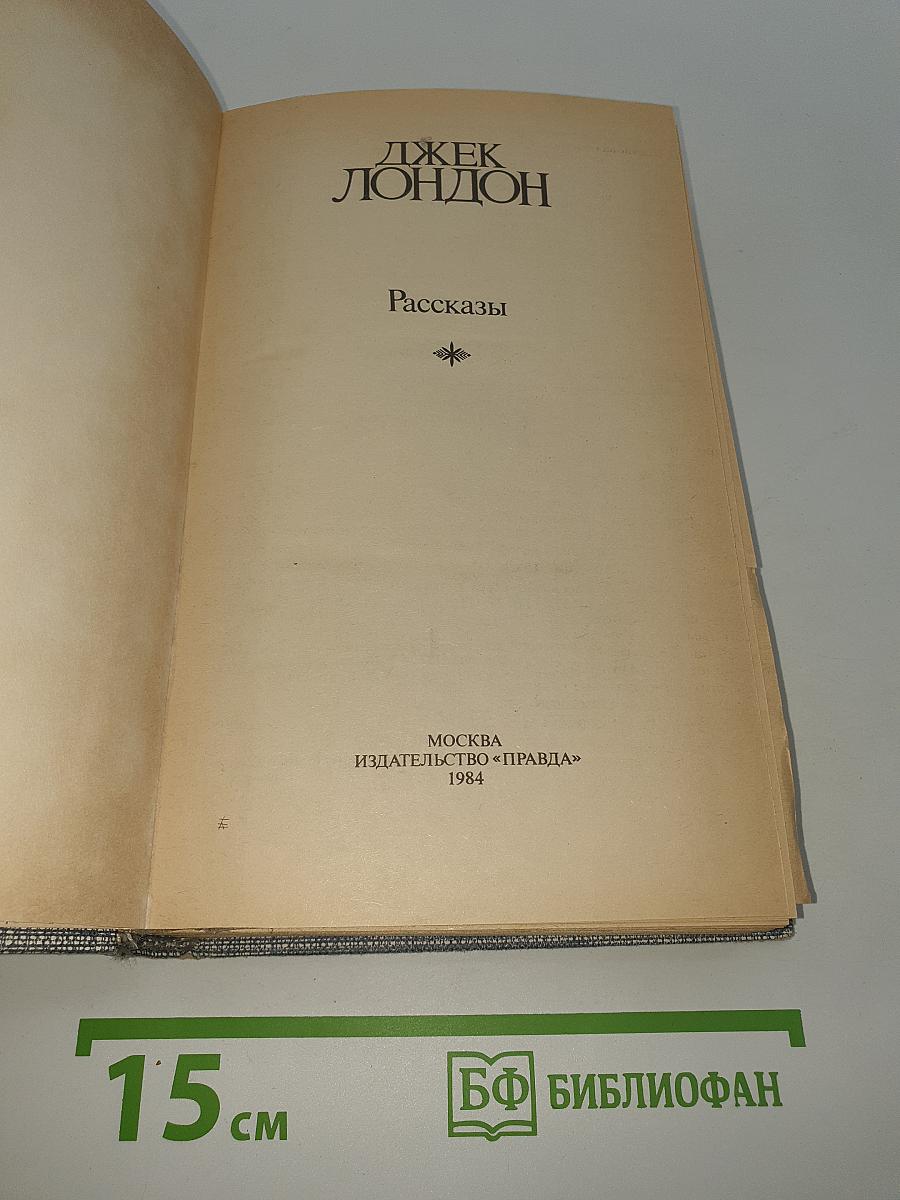 ДЖЕК
ЛОНДОН
Рассказы
МОСКВА
ИЗДАТЕЛЬСТВО «ПРАВДА»
1984
15 см
БФ БИБЛИОФАН